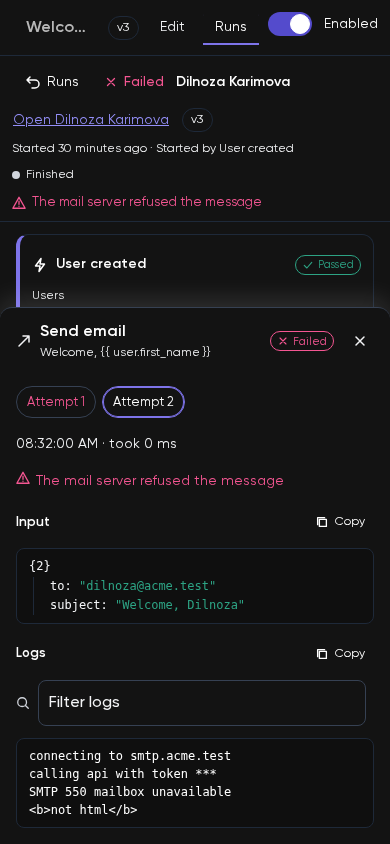 Welco...
v3
Edit
Runs
Enabled
Runs
Failed
Dilnoza Karimova
Open Dilnoza Karimova
v3
Started 30 minutes ago · Started by User created
Finished
The mail server refused the message
User created
Passed
Users
Send email
Welcome, {{ user.first_name }}
Failed
Attempt 1
Attempt 2
08:32:00 AM · took 0 ms
The mail server refused the message
Input
Copy
{2}
to: "dilnoza@acme.test"
subject: "Welcome, Dilnoza"
Logs
Copy
Filter logs
connecting to smtp.acme.test
calling api with token ***
SMTP 550 mailbox unavailable
<b>not html</b>